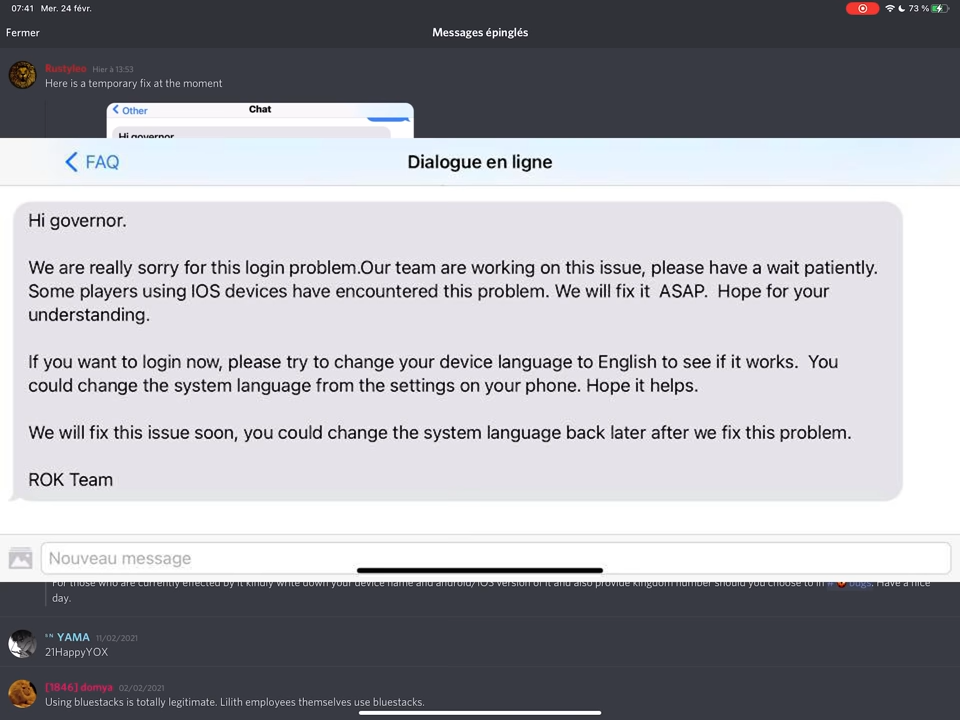 07:41 Mer. 24 févr.
73 %
Fermer
Messages épinglés
Rustylee Hier à 13:53
Here is a temporary fix at the moment
Other
Chat
Hi governor
FAQ
Dialogue en ligne
Hi governor.
We are really sorry for this login problem.Our team are working on this issue, please have a wait patiently.
Some players using IOS devices have encountered this problem. We will fix it ASAP. Hope for your
understanding.
If you want to login now, please try to change your device language to English to see if it works. You
could change the system language from the settings on your phone. Hope it helps.
We will fix this issue soon, you could change the system language back later after we fix this problem.
ROK Team
Nouveau message
For those who are currently effected by it kindly write down your device name and android/IOS version of it and also provide kingdom number should you choose to in # bugs. Have a nice
day.
YAMA 11/02/2021
21HappyYOX
[1846] domya 02/02/2021
Using bluestacks is totally legitimate. Lilith employees themselves use bluestacks.